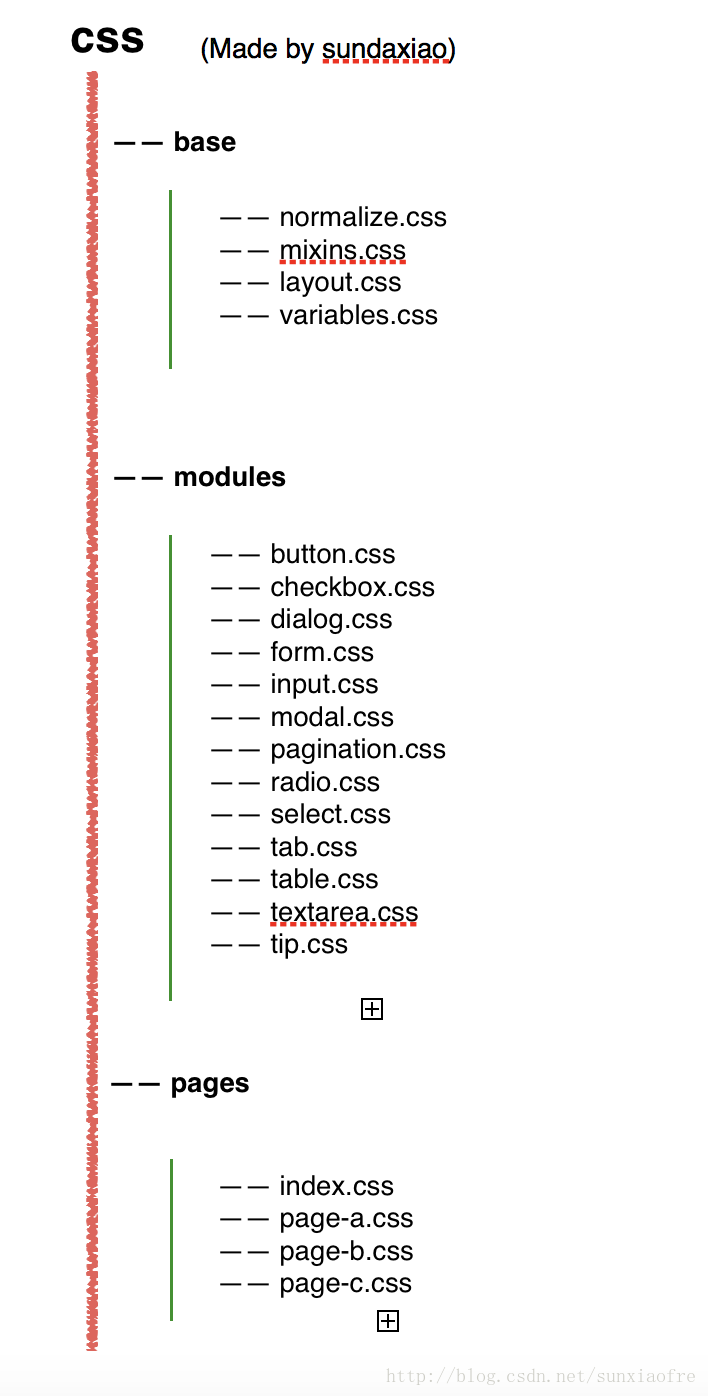 css (Made by sundaxiao)
—— base
—— normalize.css
—— mixins.css
—— layout.css
—— variables.css
—— modules
—— button.css
—— checkbox.css
—— dialog.css
—— form.css
—— input.css
—— modal.css
—— pagination.css
—— radio.css
—— select.css
—— tab.css
—— table.css
—— textarea.css
—— tip.css
—— pages
—— index.css
—— page-a.css
—— page-b.css
—— page-c.css
http://blog.csdn.net/sunxiaofre